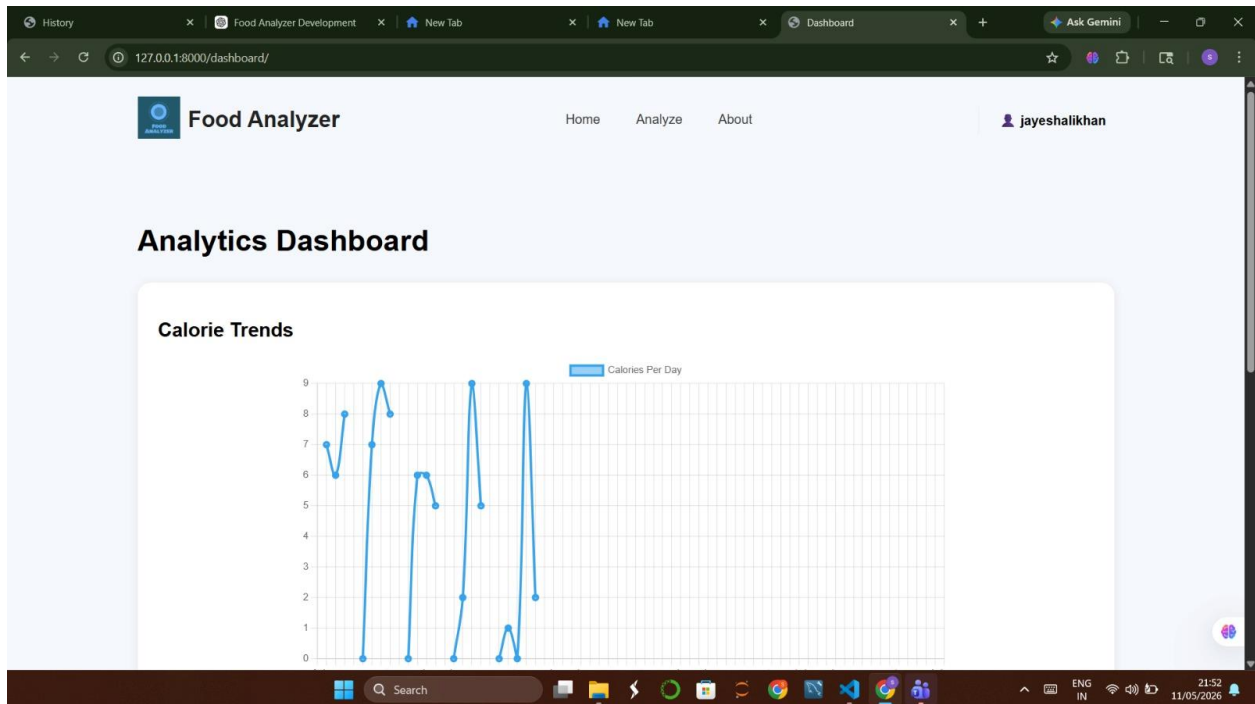 History
Food Analyzer Development
New Tab
New Tab
Dashboard
Ask Gemini
127.0.0.1:8000/dashboard/
S
FOOD
ANALYZER
Food Analyzer
Home Analyze About
jayeshalikhan
Analytics Dashboard
Calorie Trends
Calories Per Day
9
8
7
6
5
4
3
2
1
0
Search
ENG
IN
21:52
11/05/2026